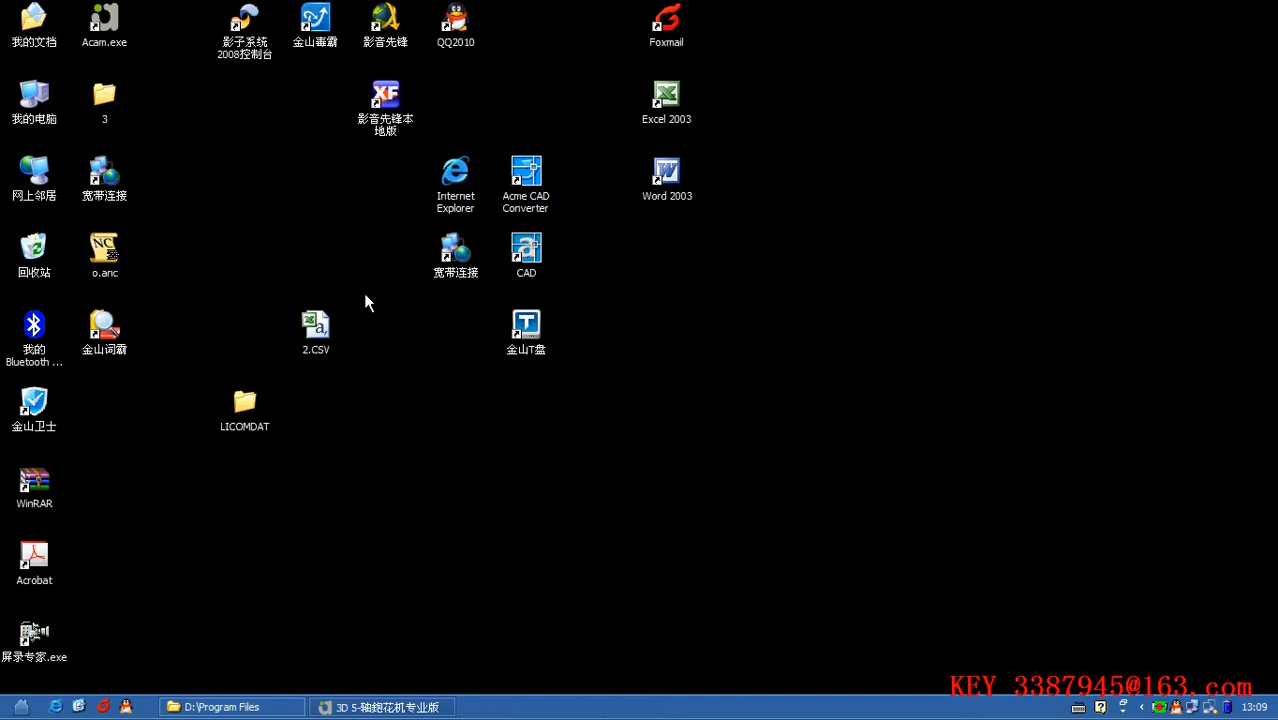 我的文档
Acam.exe
影子系统
2008控制台
金山毒霸
影音先锋
QQ2010
Foxmail
我的电脑
3
XF
影音先锋本
地版
Excel 2003
网上邻居
宽带连接
Internet
Explorer
Acme CAD
Converter
Word 2003
回收站
NC
o.anc
宽带连接
CAD
我的
Bluetooth ...
金山词霸
2.CSV
金山T盘
金山卫士
LICOMDAT
WinRAR
Acrobat
屏录专家.exe
KEY 3387945@163.com
D:\Program Files
3D 5-轴镂花机专业版
13:09